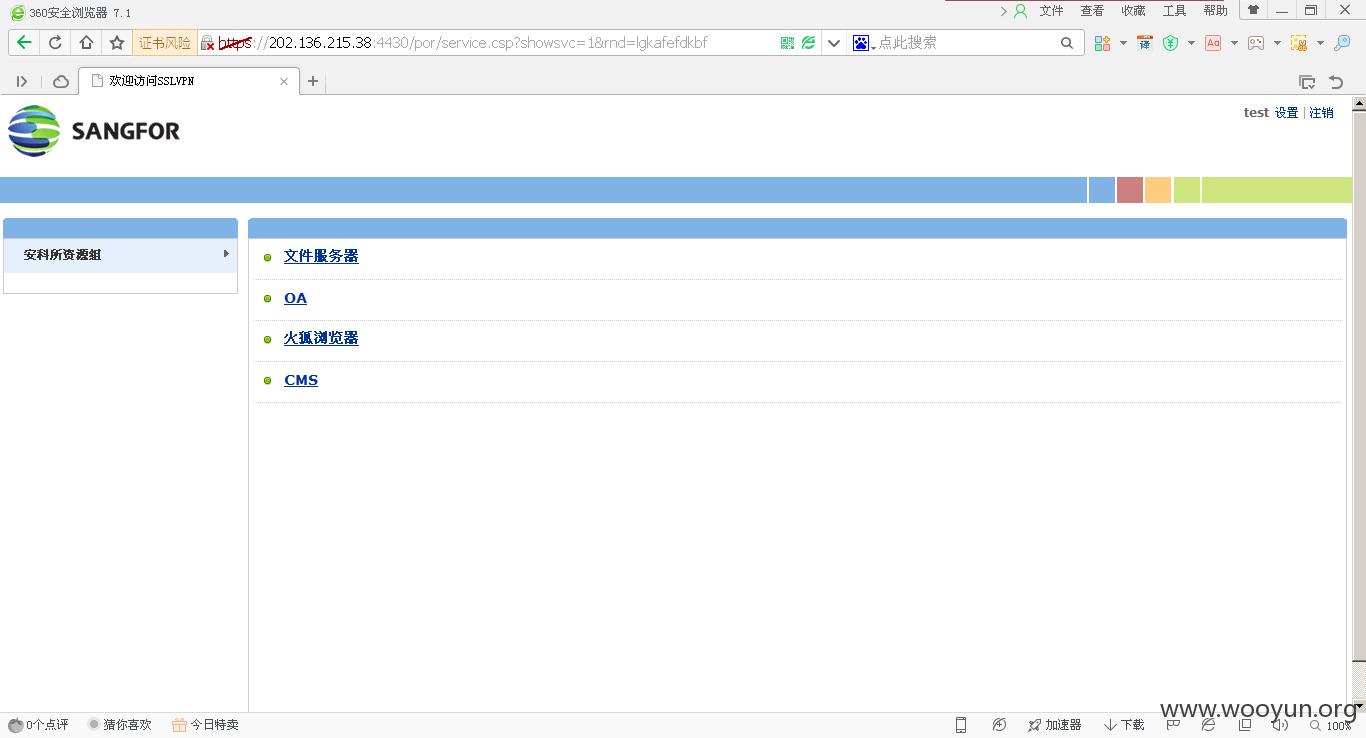 360安全浏览器 7.1
文件 查看 收藏 工具 帮助
证书风险 https://202.136.215.38:4430/por/service.csp?showsvc=1&rnd=lgkafefdkbf 点此搜索
欢迎访问SSLVPN
SANGFOR
test 设置 | 注销
安科所资源组
文件服务器
OA
火狐浏览器
CMS
www.wooyun.org
0个点评 猜你喜欢 今日特卖 加速器 下载 100%